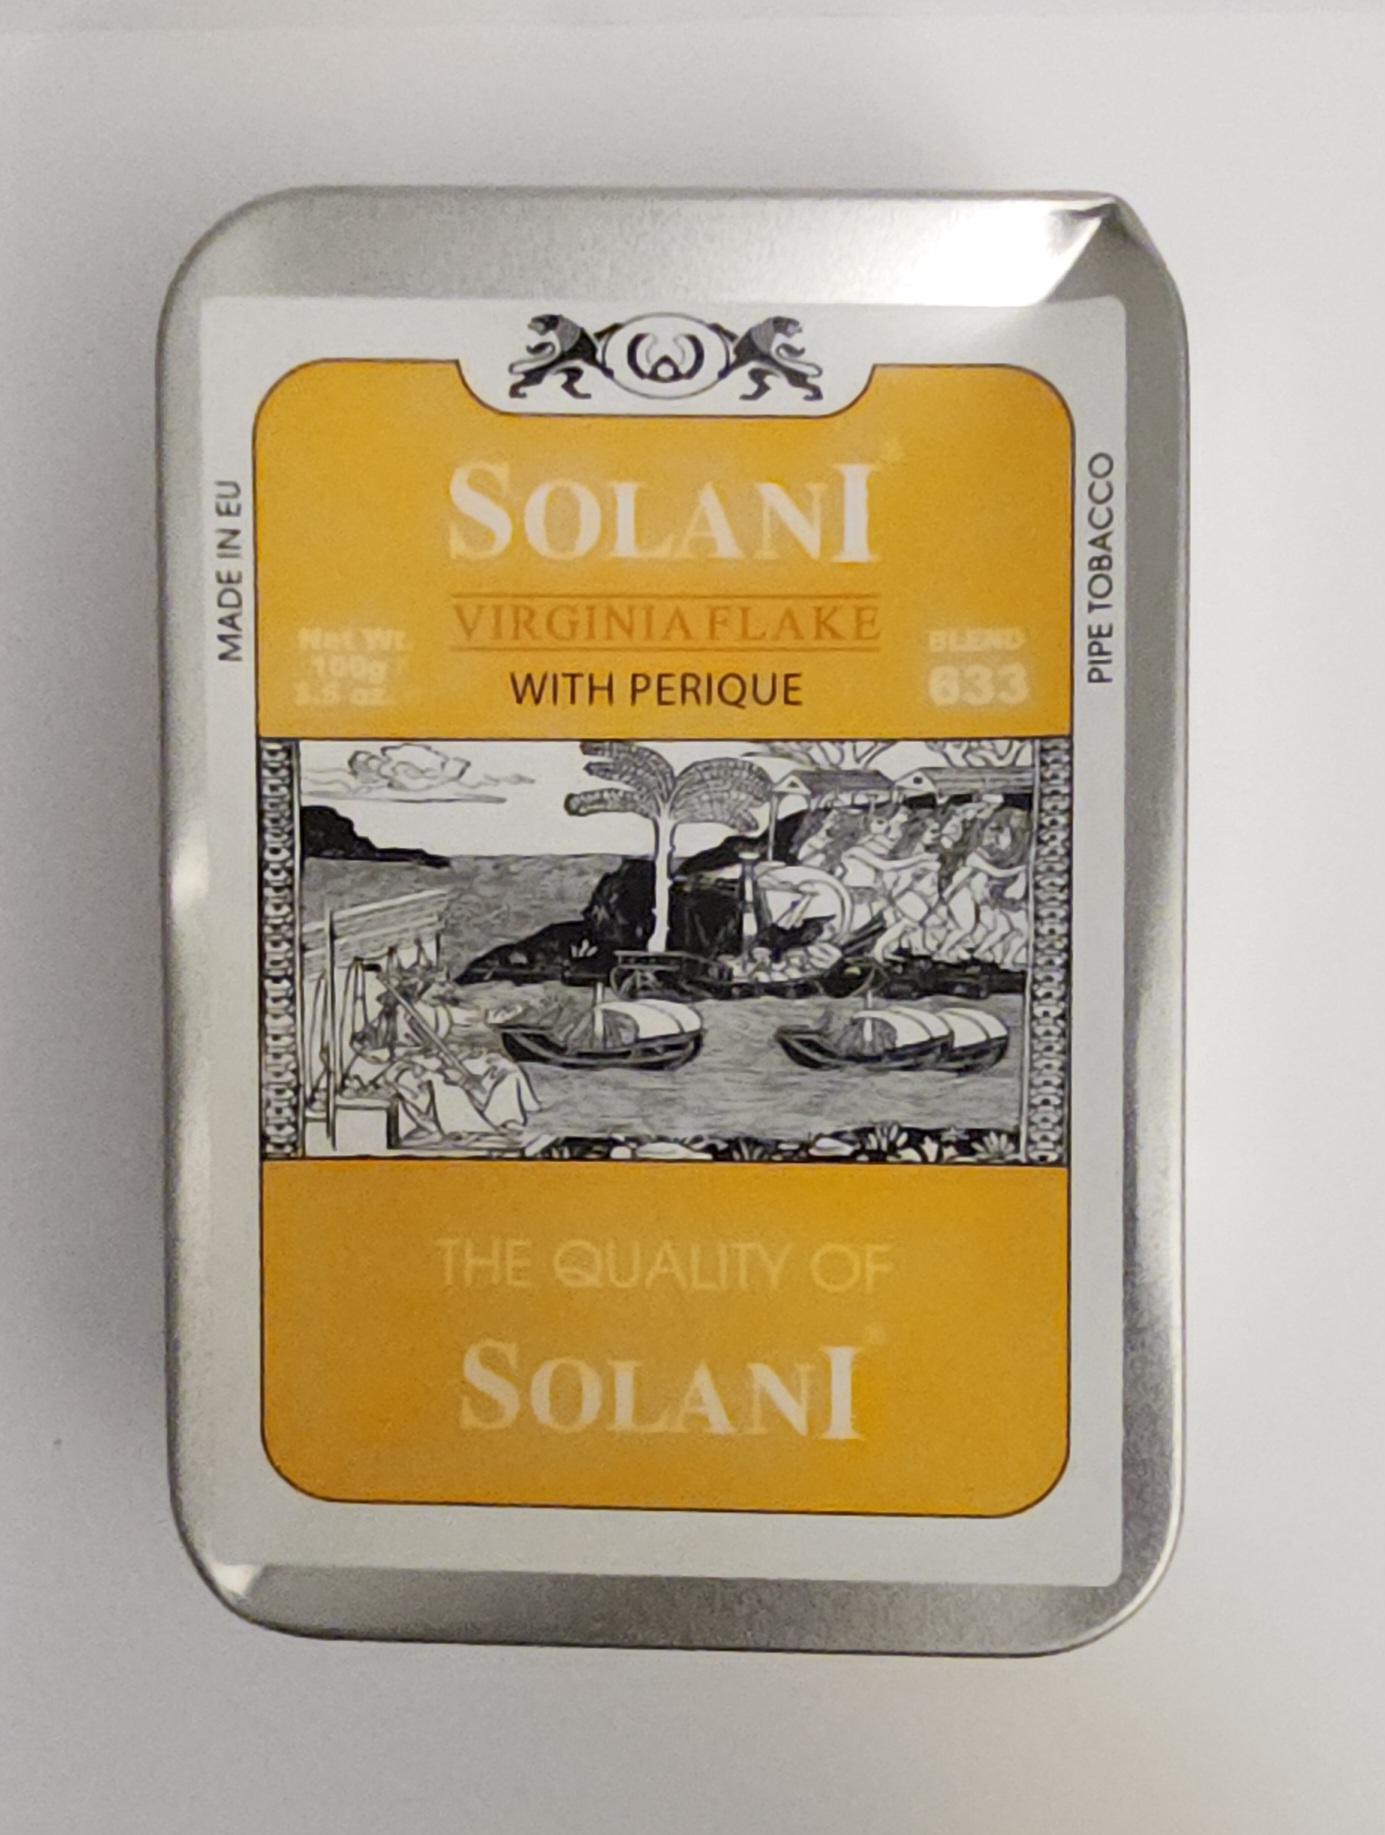 MADE IN EU
SOLANI
VIRGINIA FLAKE
WITH PERIQUE
Net Wt.
100g
3.5 oz.
BLEND
633
PIPE TOBACCO
THE QUALITY OF
SOLANI